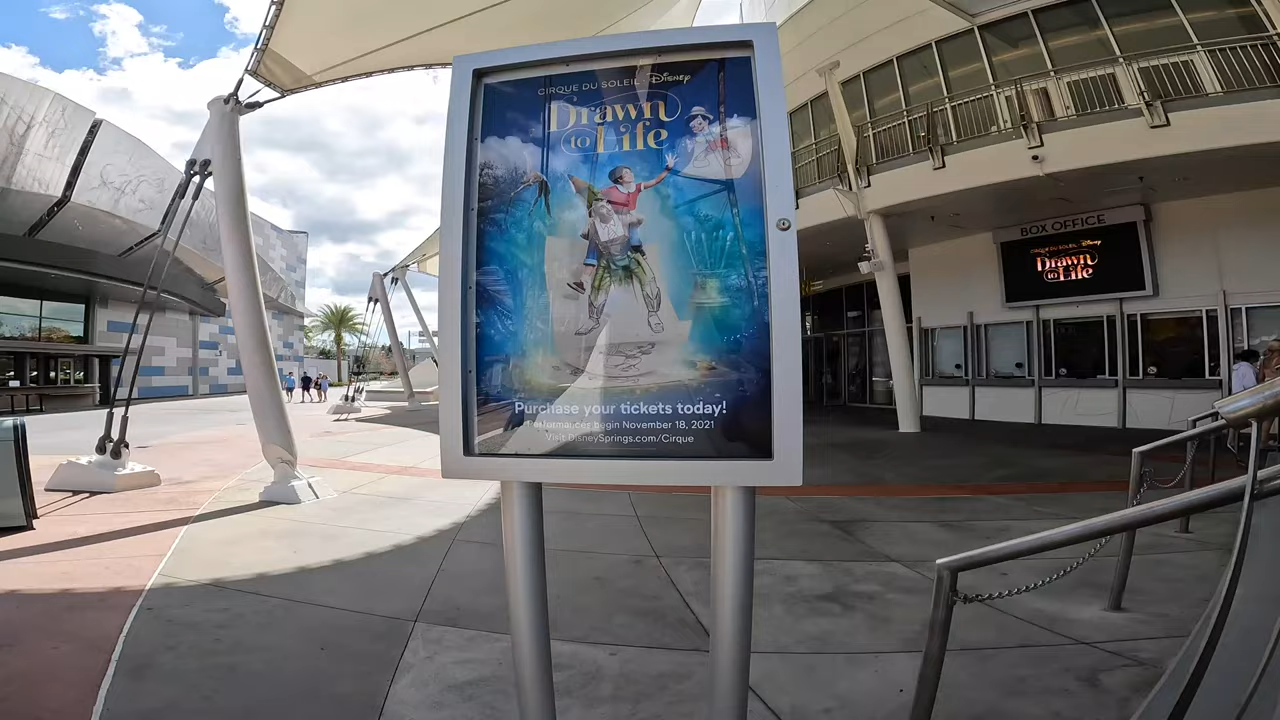 CIRQUE DU SOLEIL Disney
Drawn
to Life
Purchase your tickets today!
Performances begin November 18, 2021
Visit DisneySprings.com/Cirque
BOX OFFICE
CIRQUE DU SOLEIL Disney
Drawn
to Life